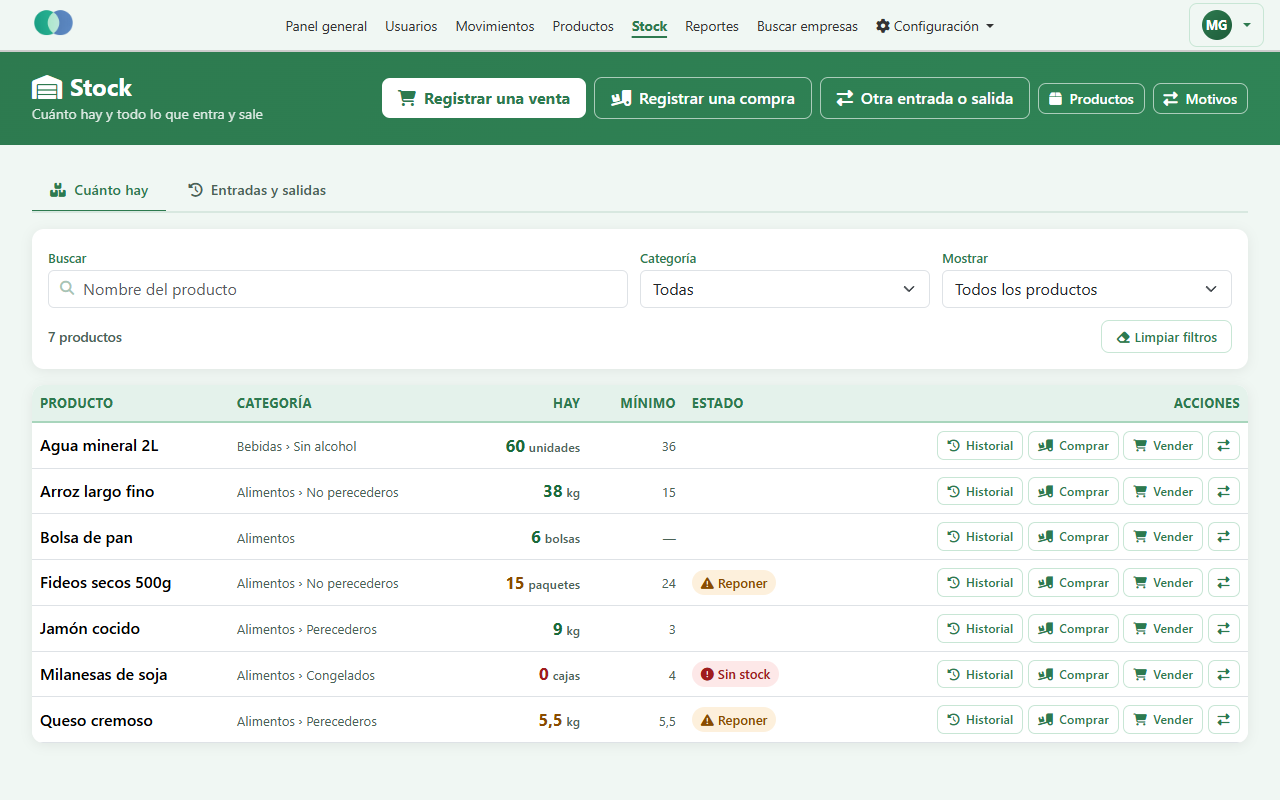 Panel general Usuarios Movimientos Productos Stock Reportes Buscar empresas Configuración MG
Stock
Cuánto hay y todo lo que entra y sale
Registrar una venta Registrar una compra Otra entrada o salida Productos Motivos
Cuánto hay Entradas y salidas
Buscar Categoría Mostrar
Nombre del producto Todas Todos los productos
7 productos Limpiar filtros
PRODUCTO CATEGORÍA HAY MÍNIMO ESTADO ACCIONES
Agua mineral 2L Bebidas › Sin alcohol 60 unidades 36 Historial Comprar Vender
Arroz largo fino Alimentos › No perecederos 38 kg 15 Historial Comprar Vender
Bolsa de pan Alimentos 6 bolsas — Historial Comprar Vender
Fideos secos 500g Alimentos › No perecederos 15 paquetes 24 Reponer Historial Comprar Vender
Jamón cocido Alimentos › Perecederos 9 kg 3 Historial Comprar Vender
Milanesas de soja Alimentos › Congelados 0 cajas 4 Sin stock Historial Comprar Vender
Queso cremoso Alimentos › Perecederos 5,5 kg 5,5 Reponer Historial Comprar Vender